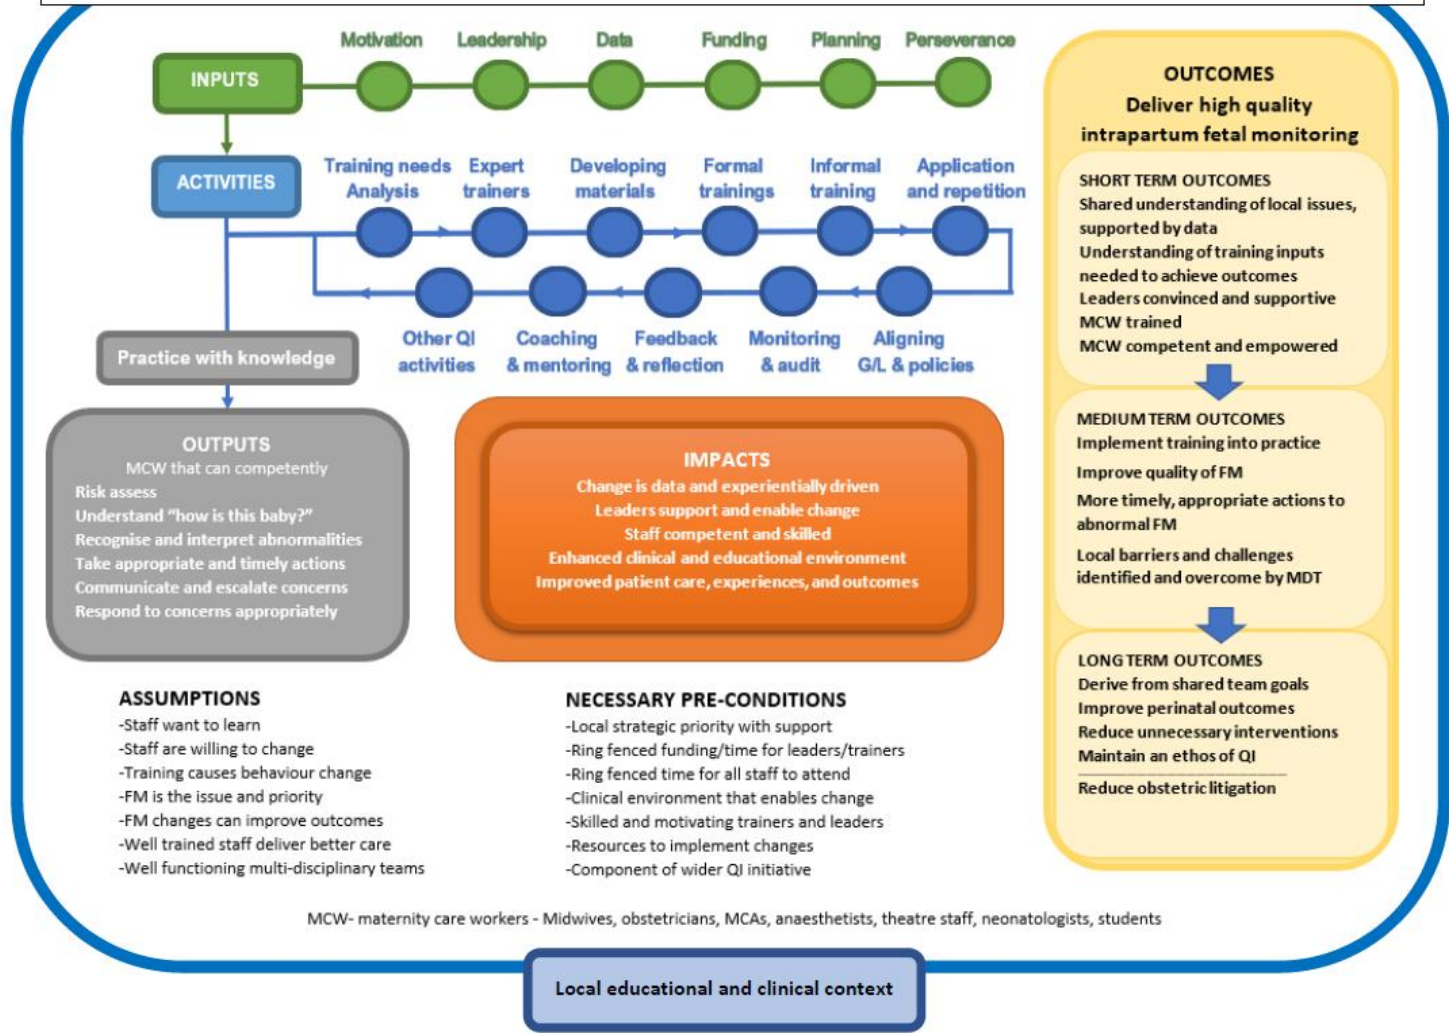 INPUTS
Motivation
Leadership
Data
Funding
Planning
Perseverance
ACTIVITIES
Training needs
Analysis
Expert
trainers
Developing
materials
Formal
trainings
Informal
training
Application
and repetition
Other QI
activities
Coaching
& mentoring
Feedback
& reflection
Monitoring
& audit
Aligning
G/L & policies
Practice with knowledge
OUTPUTS
MCW that can competently
Risk assess
Understand “how is this baby?”
Recognise and interpret abnormalities
Take appropriate and timely actions
Communicate and escalate concerns
Respond to concerns appropriately
IMPACTS
Change is data and experientially driven
Leaders support and enable change
Staff competent and skilled
Enhanced clinical and educational environment
Improved patient care, experiences, and outcomes
OUTCOMES
Deliver high quality
intrapartum fetal monitoring
SHORT TERM OUTCOMES
Shared understanding of local issues,
supported by data
Understanding of training inputs
needed to achieve outcomes
Leaders convinced and supportive
MCW trained
MCW competent and empowered
MEDIUM TERM OUTCOMES
Implement training into practice
Improve quality of FM
More timely, appropriate actions to
abnormal FM
Local barriers and challenges
identified and overcome by MDT
LONG TERM OUTCOMES
Derive from shared team goals
Improve perinatal outcomes
Reduce unnecessary interventions
Maintain an ethos of QI
Reduce obstetric litigation
ASSUMPTIONS
-Staff want to learn
-Staff are willing to change
-Training causes behaviour change
-FM is the issue and priority
-FM changes can improve outcomes
-Well trained staff deliver better care
-Well functioning multi-disciplinary teams
NECESSARY PRE-CONDITIONS
-Local strategic priority with support
-Ring fenced funding/time for leaders/trainers
-Ring fenced time for all staff to attend
-Clinical environment that enables change
-Skilled and motivating trainers and leaders
-Resources to implement changes
-Component of wider QI initiative
MCW- maternity care workers - Midwives, obstetricians, MCAs, anaesthetists, theatre staff, neonatologists, students
Local educational and clinical context